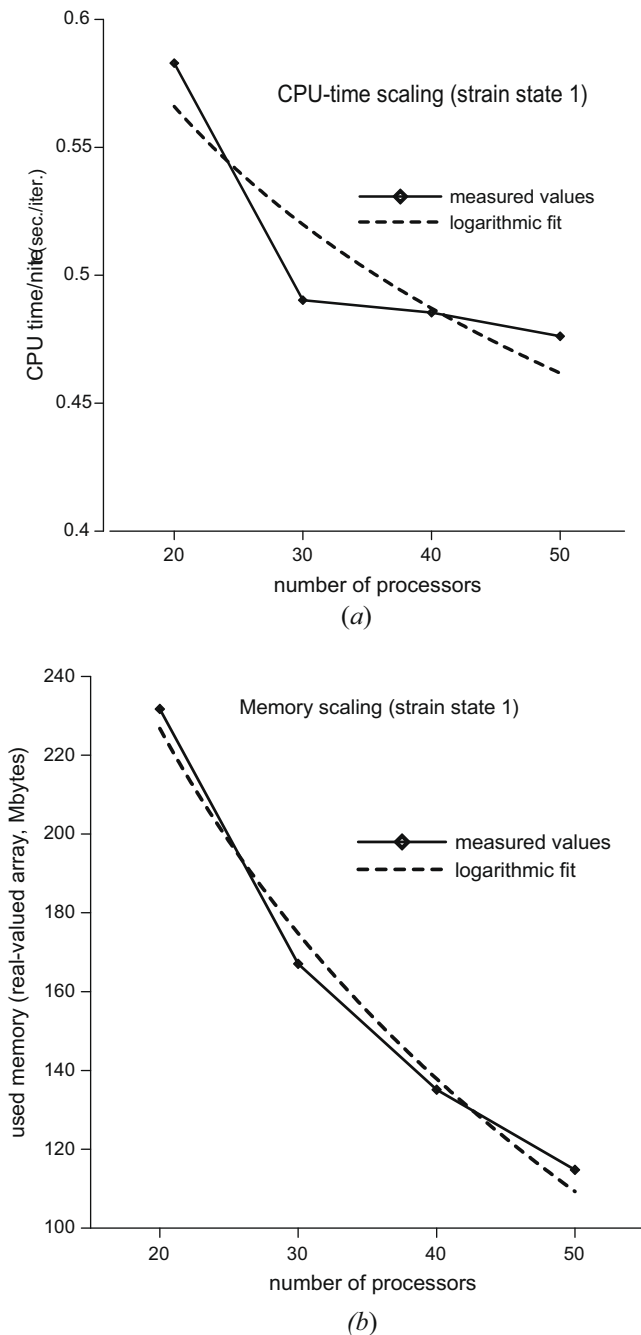 0.6
CPU-time scaling (strain state 1)
0.55
measured values
logarithmic fit
0.5
CPU time/nite(sec./iter.)
0.45
0.4
20 30 40 50
number of processors
(a)
240
Memory scaling (strain state 1)
220
200
measured values
logarithmic fit
180
used memory (real-valued array, Mbytes)
160
140
120
100
20 30 40 50
number of processors
(b)